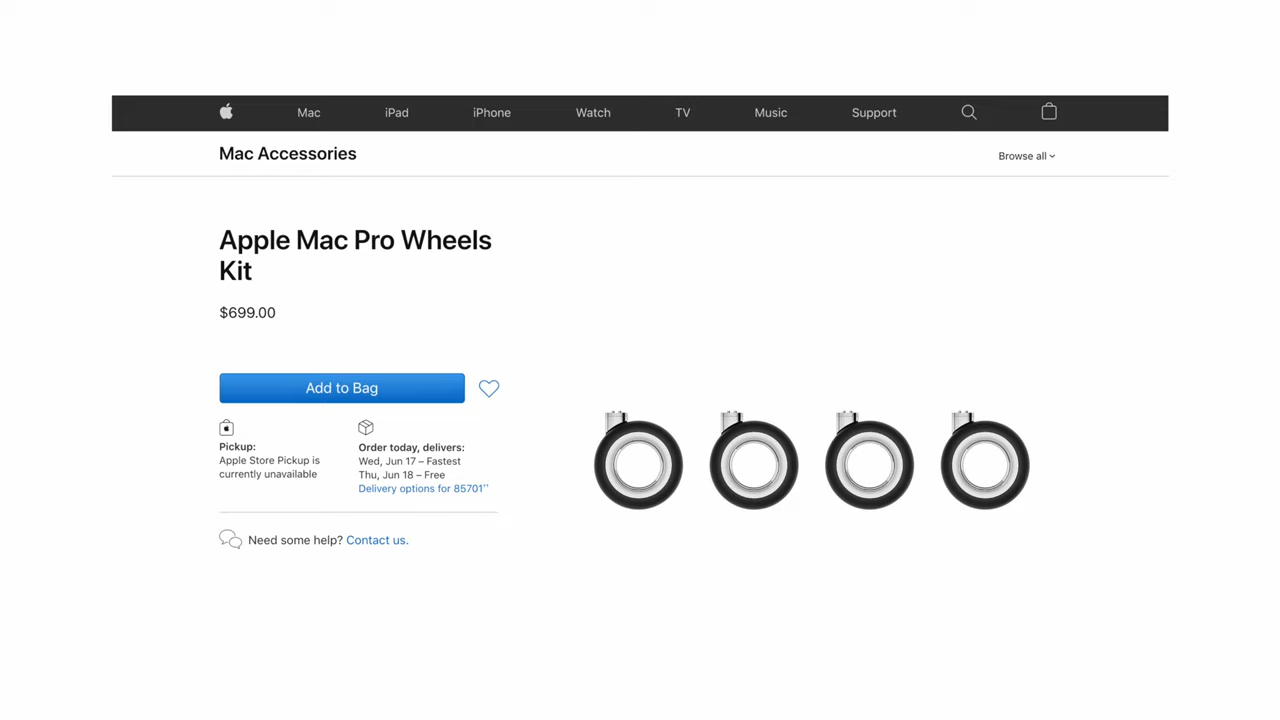 Mac iPad iPhone Watch TV Music Support
Mac Accessories
Browse all
Apple Mac Pro Wheels
Kit
$699.00
Add to Bag
Pickup:
Apple Store Pickup is
currently unavailable
Order today, delivers:
Wed, Jun 17 – Fastest
Thu, Jun 18 – Free
Delivery options for 85701††
Need some help? Contact us.